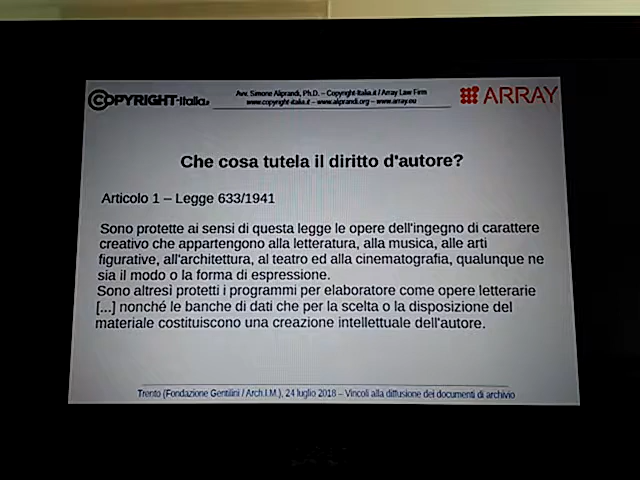 COPYRIGHT-Italia.it
Avv. Simone Aliprandi, Ph.D. – Copyright-Italia.it / Array Law Firm
www.copyright-italia.it – www.aliprandi.org – www.array.eu
ARRAY
Che cosa tutela il diritto d'autore?
Articolo 1 – Legge 633/1941
Sono protette ai sensi di questa legge le opere dell'ingegno di carattere
creativo che appartengono alla letteratura, alla musica, alle arti
figurative, all'architettura, al teatro ed alla cinematografia, qualunque ne
sia il modo o la forma di espressione.
Sono altresì protetti i programmi per elaboratore come opere letterarie
[...] nonché le banche di dati che per la scelta o la disposizione del
materiale costituiscono una creazione intellettuale dell'autore.
Trento (Fondazione Gentilini / Arch.I.M.), 24 luglio 2018 – Vincoli alla diffusione dei documenti di archivio